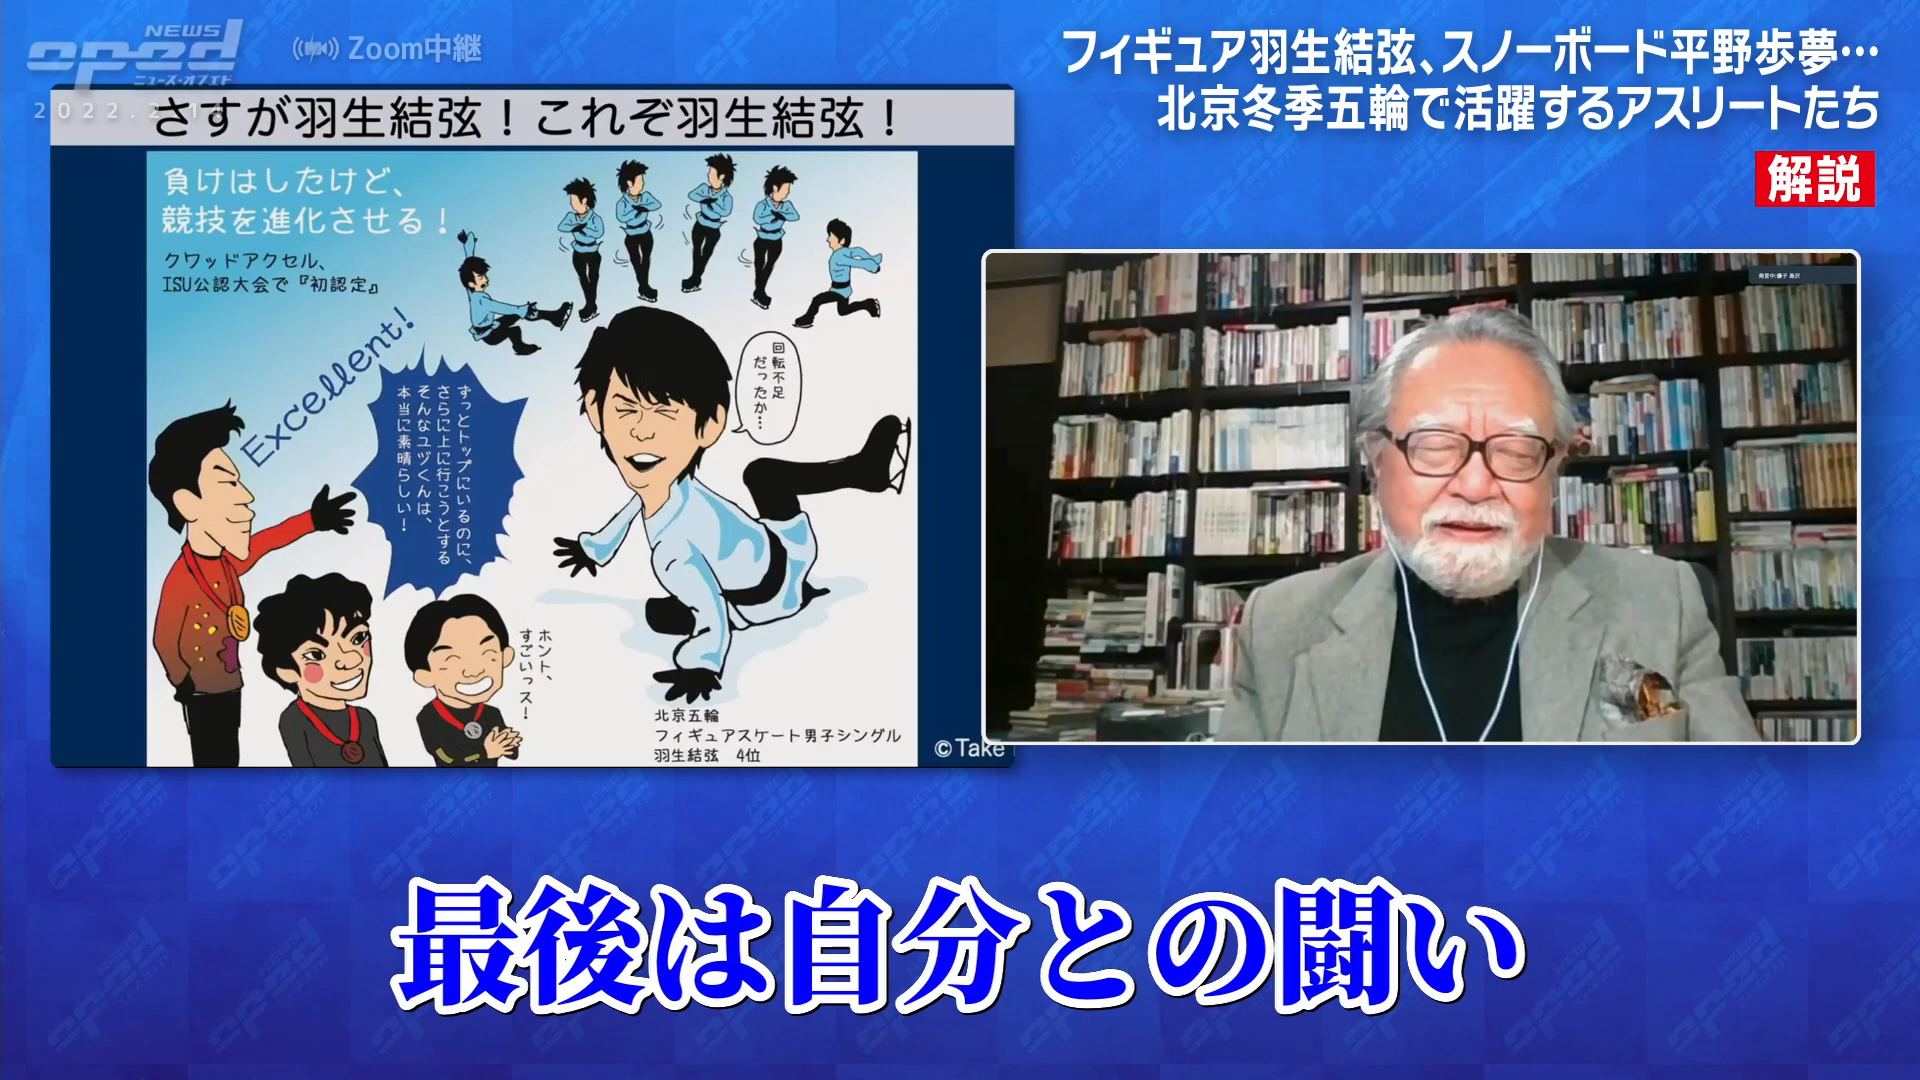 NEWS
oped
ニューズ・オプエド
Zoom中継
フィギュア羽生結弦、スノーボード平野歩夢…
北京冬季五輪で活躍するアスリートたち
解説
さすが羽生結弦！これぞ羽生結弦！
負けはしたけど、
競技を進化させる！
クワッドアクセル、
ISU公認大会で『初認定』
Excellent!
ずっとトップにいるのに、
さらに上に行こうとする
そんなユヅくんは、
本当に素晴らしい！
回転不足
だったか…
ホント、
すごいっス！
北京五輪
フィギュアスケート男子シングル
羽生結弦 4位
©Take
最後は自分との闘い